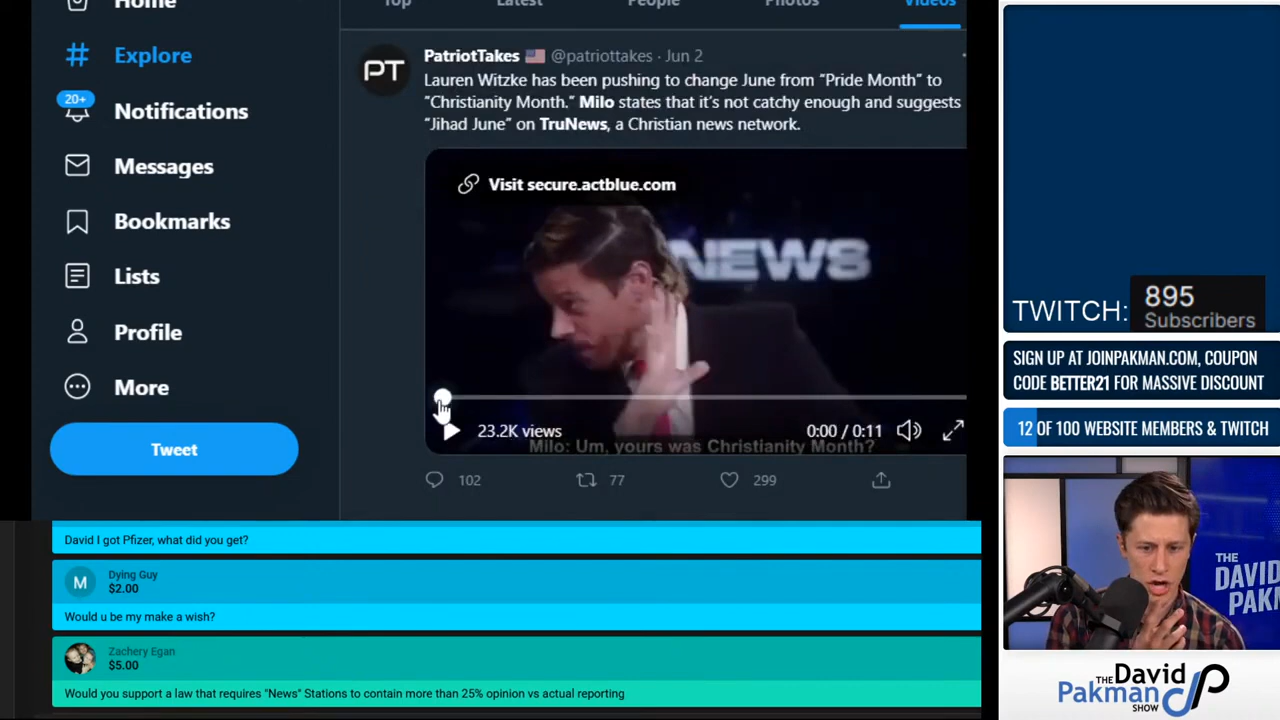 Home
Top
Latest
People
Photos
Videos
Explore
20+
Notifications
Messages
Bookmarks
Lists
Profile
More
Tweet
PT
PatriotTakes @patriottakes · Jun 2
Lauren Witzke has been pushing to change June from "Pride Month" to
"Christianity Month." Milo states that it's not catchy enough and suggests
"Jihad June" on TruNews, a Christian news network.
Visit secure.actblue.com
NEWS
23.2K views
0:00 / 0:11
Milo: Um, yours was Christianity Month?
102
77
299
David I got Pfizer, what did you get?
M
Dying Guy
$2.00
Would u be my make a wish?
Zachery Egan
$5.00
Would you support a law that requires "News" Stations to contain more than 25% opinion vs actual reporting
TWITCH: 895
Subscribers
SIGN UP AT JOINPAKMAN.COM, COUPON
CODE BETTER21 FOR MASSIVE DISCOUNT
12 OF 100 WEBSITE MEMBERS & TWITCH
THE
DAVID
PAKM
THE David
Pakman
SHOW